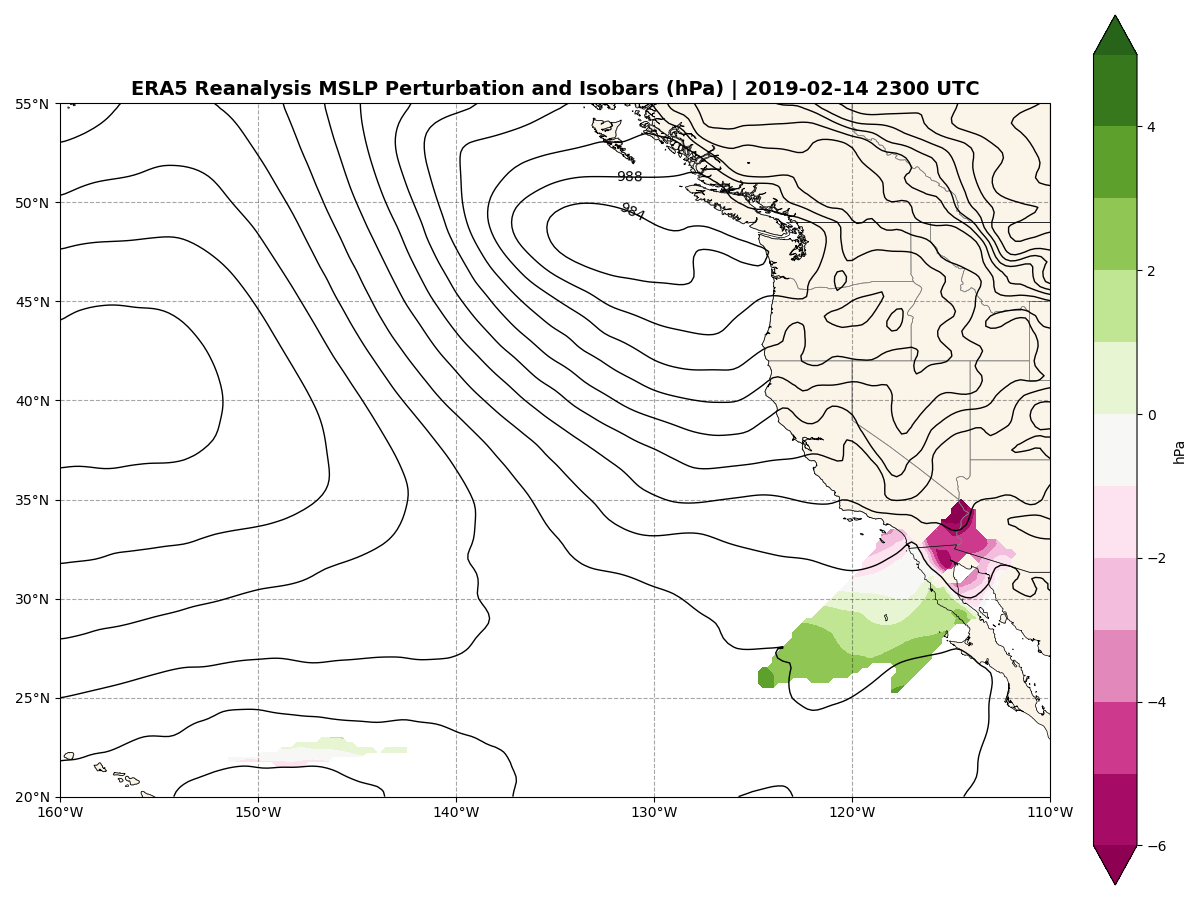 ERA5 Reanalysis MSLP Perturbation and Isobars (hPa) | 2019-02-14 2300 UTC
55°N
50°N
45°N
40°N
35°N
30°N
25°N
20°N
160°W
150°W
140°W
130°W
120°W
110°W
988
984
4
2
0
−2
−4
−6
hPa